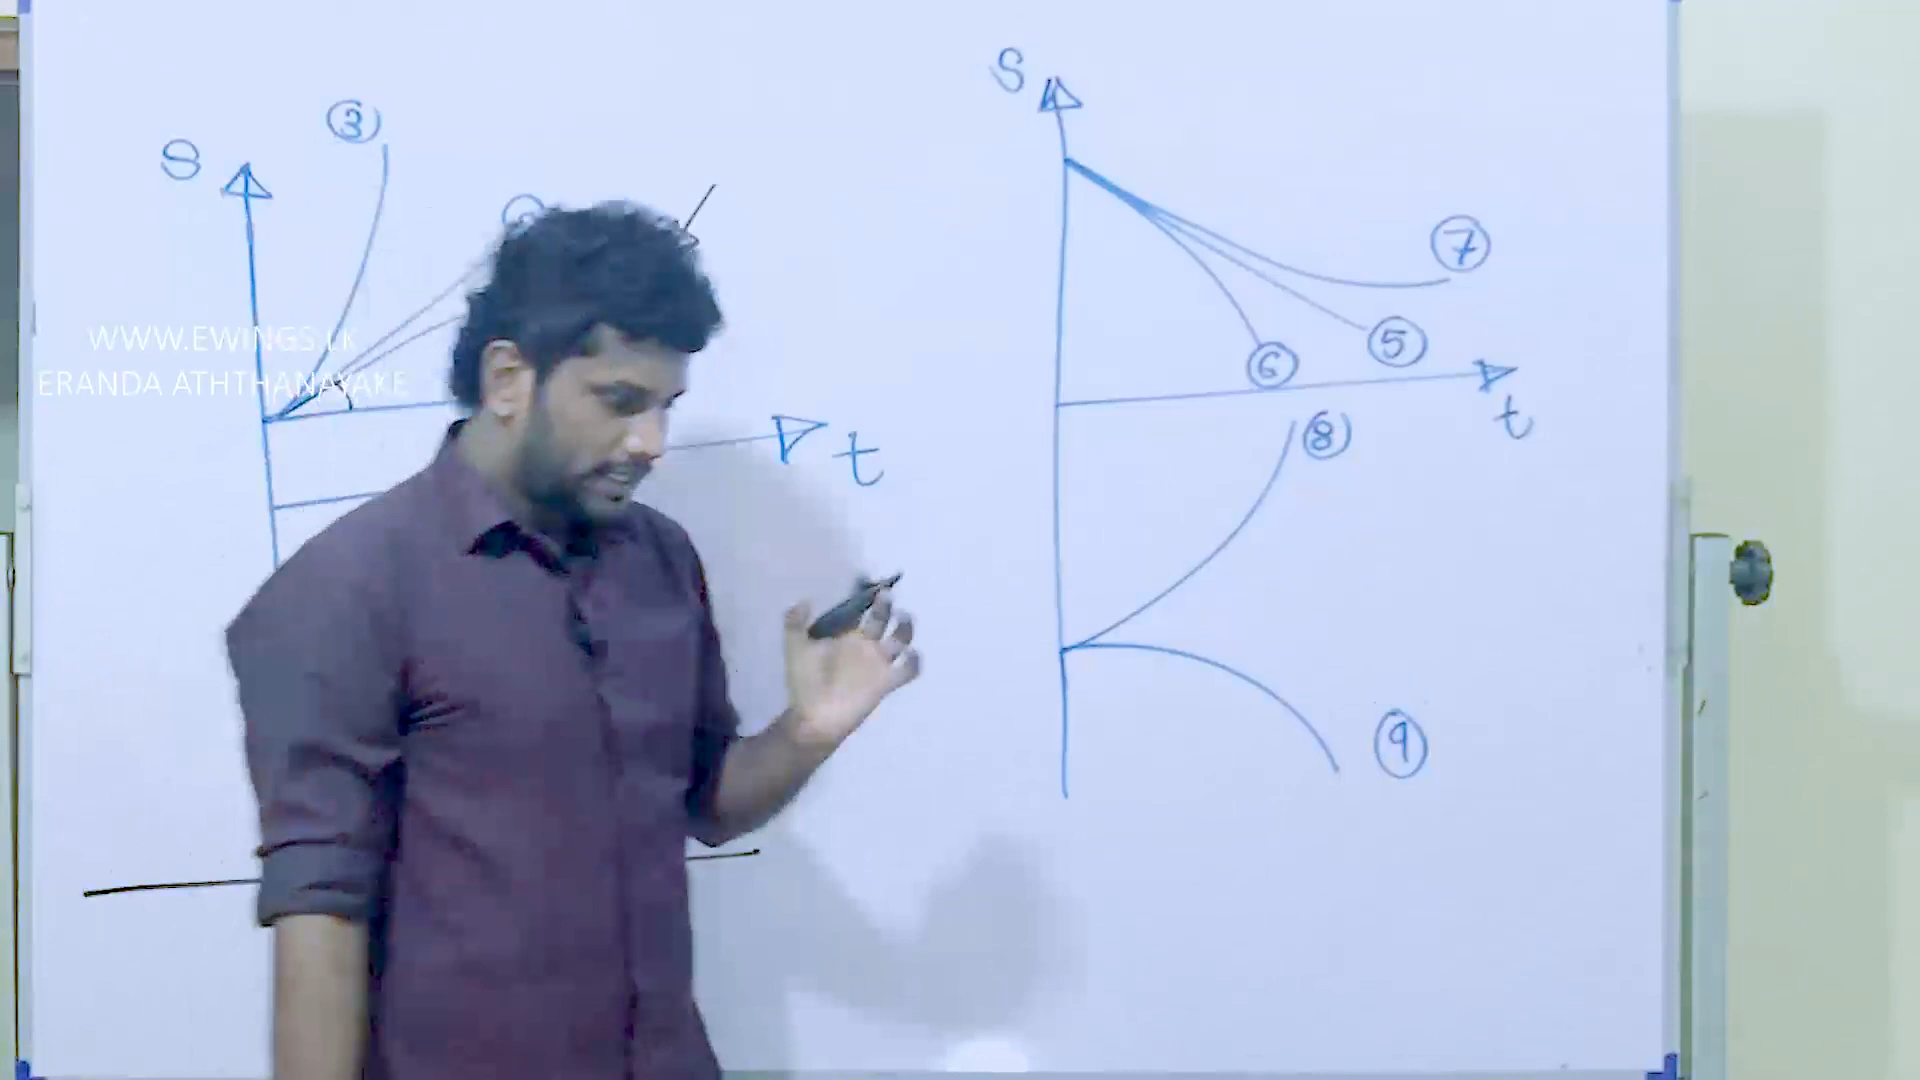 S
③
WWW.EWINGS.LK
ERANDA ATHTHANAYAKE
t
S
⑦
⑤
⑥
t
⑧
⑨